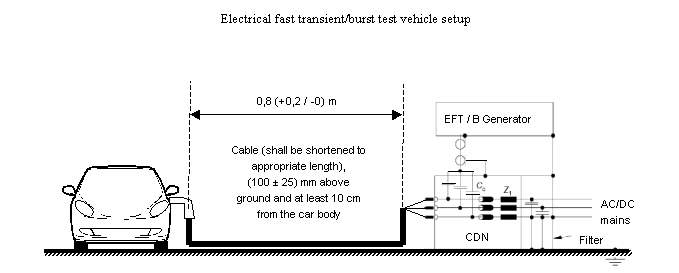 Electrical fast transient/burst test vehicle setup
0,8 (+0,2 / -0) m
EFT / B Generator
Cable (shall be shortened to
appropriate length),
(100 ± 25) mm above
ground and at least 10 cm
from the car body
Cc Z1
AC/DC
mains
CDN
Filter